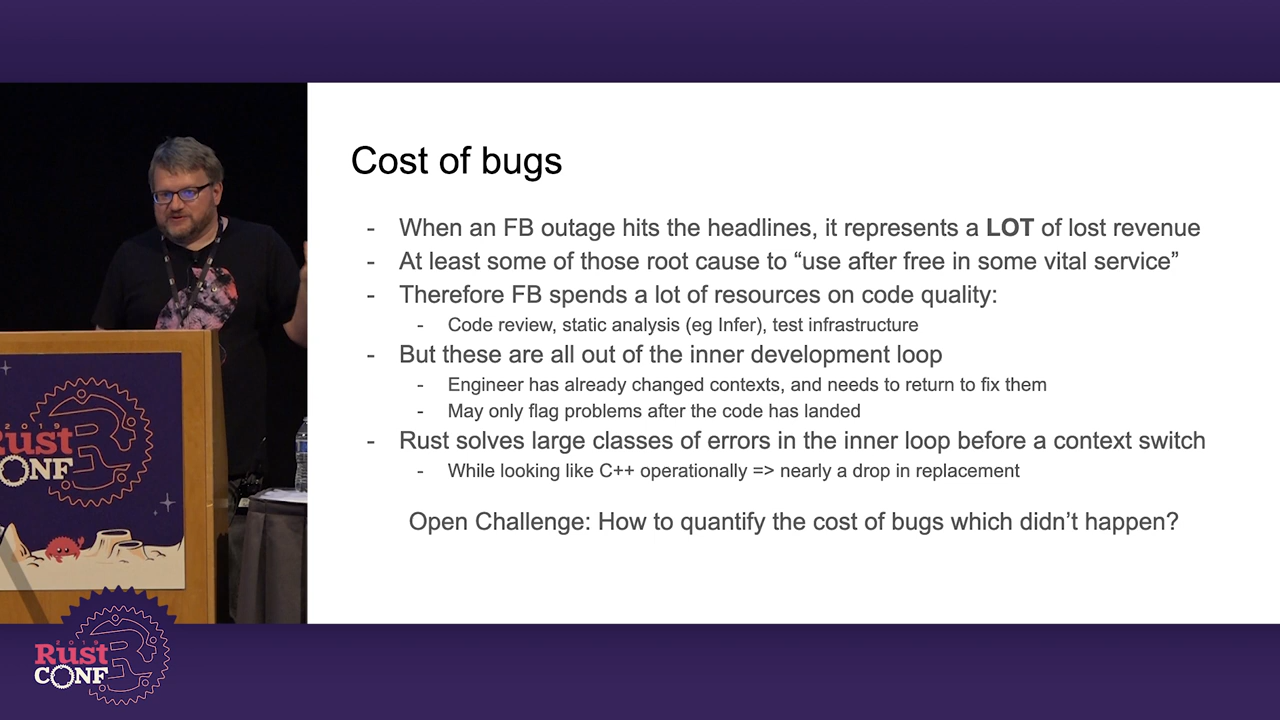 Cost of bugs
- When an FB outage hits the headlines, it represents a LOT of lost revenue
- At least some of those root cause to “use after free in some vital service”
- Therefore FB spends a lot of resources on code quality:
- Code review, static analysis (eg Infer), test infrastructure
- But these are all out of the inner development loop
- Engineer has already changed contexts, and needs to return to fix them
- May only flag problems after the code has landed
- Rust solves large classes of errors in the inner loop before a context switch
- While looking like C++ operationally => nearly a drop in replacement
Open Challenge: How to quantify the cost of bugs which didn’t happen?
2019
Rust
CONF
2019
Rust
CONF